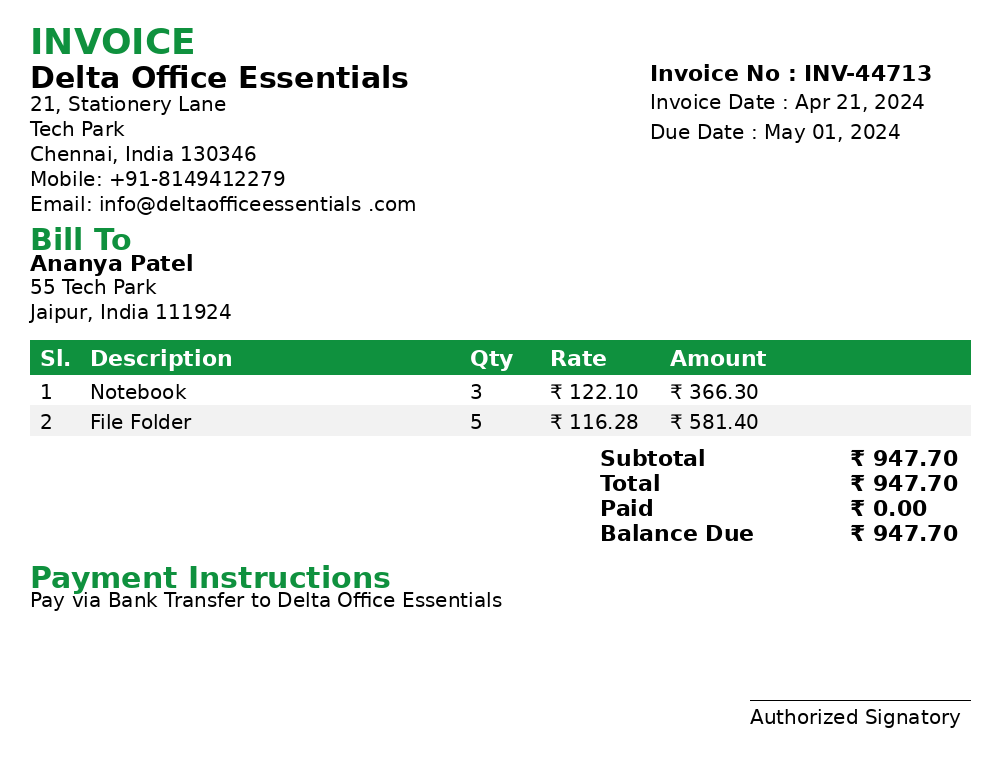 INVOICE
Delta Office Essentials
21, Stationery Lane
Tech Park
Chennai, India 130346
Mobile: +91-8149412279
Email: info@deltaofficeessentials .com
Invoice No : INV-44713
Invoice Date : Apr 21, 2024
Due Date : May 01, 2024
Bill To
Ananya Patel
55 Tech Park
Jaipur, India 111924
Sl. Description Qty Rate Amount
1 Notebook 3 ₹ 122.10 ₹ 366.30
2 File Folder 5 ₹ 116.28 ₹ 581.40
Subtotal ₹ 947.70
Total ₹ 947.70
Paid ₹ 0.00
Balance Due ₹ 947.70
Payment Instructions
Pay via Bank Transfer to Delta Office Essentials
Authorized Signatory